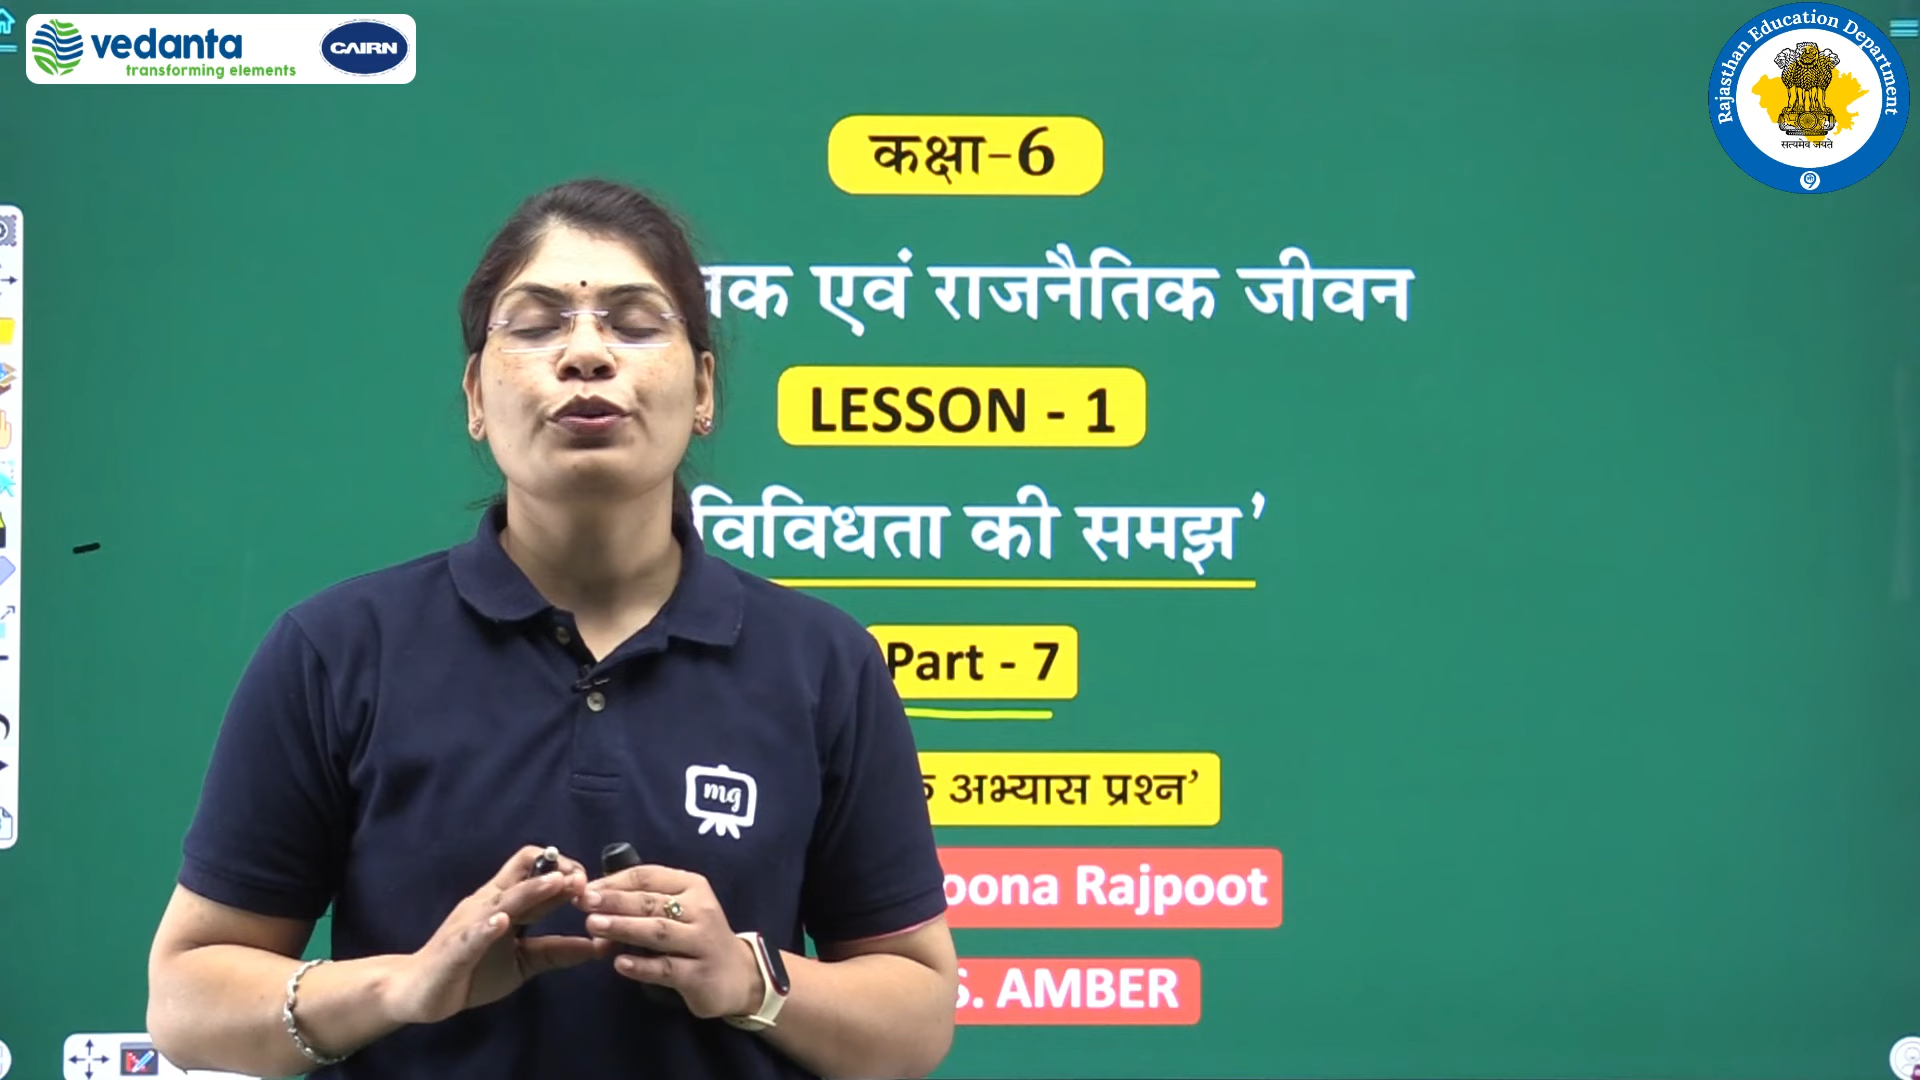 vedanta
transforming elements
CAIRN
Rajasthan Education Department
सत्यमेव जयते
कक्षा-6
एवं राजनैतिक जीवन
LESSON - 1
विविधता की समझ’
Part - 7
अभ्यास प्रश्न’
Rajpoot
AMBER
mg